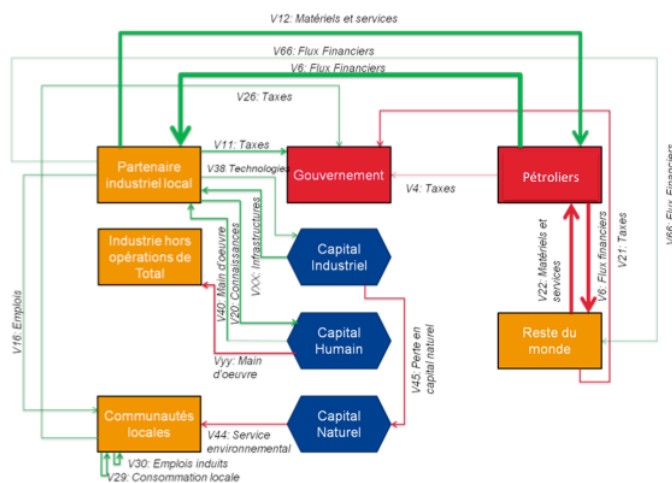 V12: Matériels et services
V66: Flux Financiers
V6: Flux Financiers
V26: Taxes
V11: Taxes
V38 Technologies
Partenaire
industriel local
Gouvernement
V4: Taxes
Pétroliers
Industrie hors
opérations de
Total
V40: Main d'oeuvre
V20: Connaissances
VXX: Infrastructures
Capital
Industriel
V22: Matériels et
services
V6: Flux financiers
V21: Taxes
V66: Flux Financiers
V16: Emplois
Vyy: Main
d'oeuvre
Capital
Humain
V45: Perte en
capital naturel
Reste du
monde
Communautés
locales
V44: Service
environnemental
Capital
Naturel
V30: Emplois induits
V29: Consommation locale